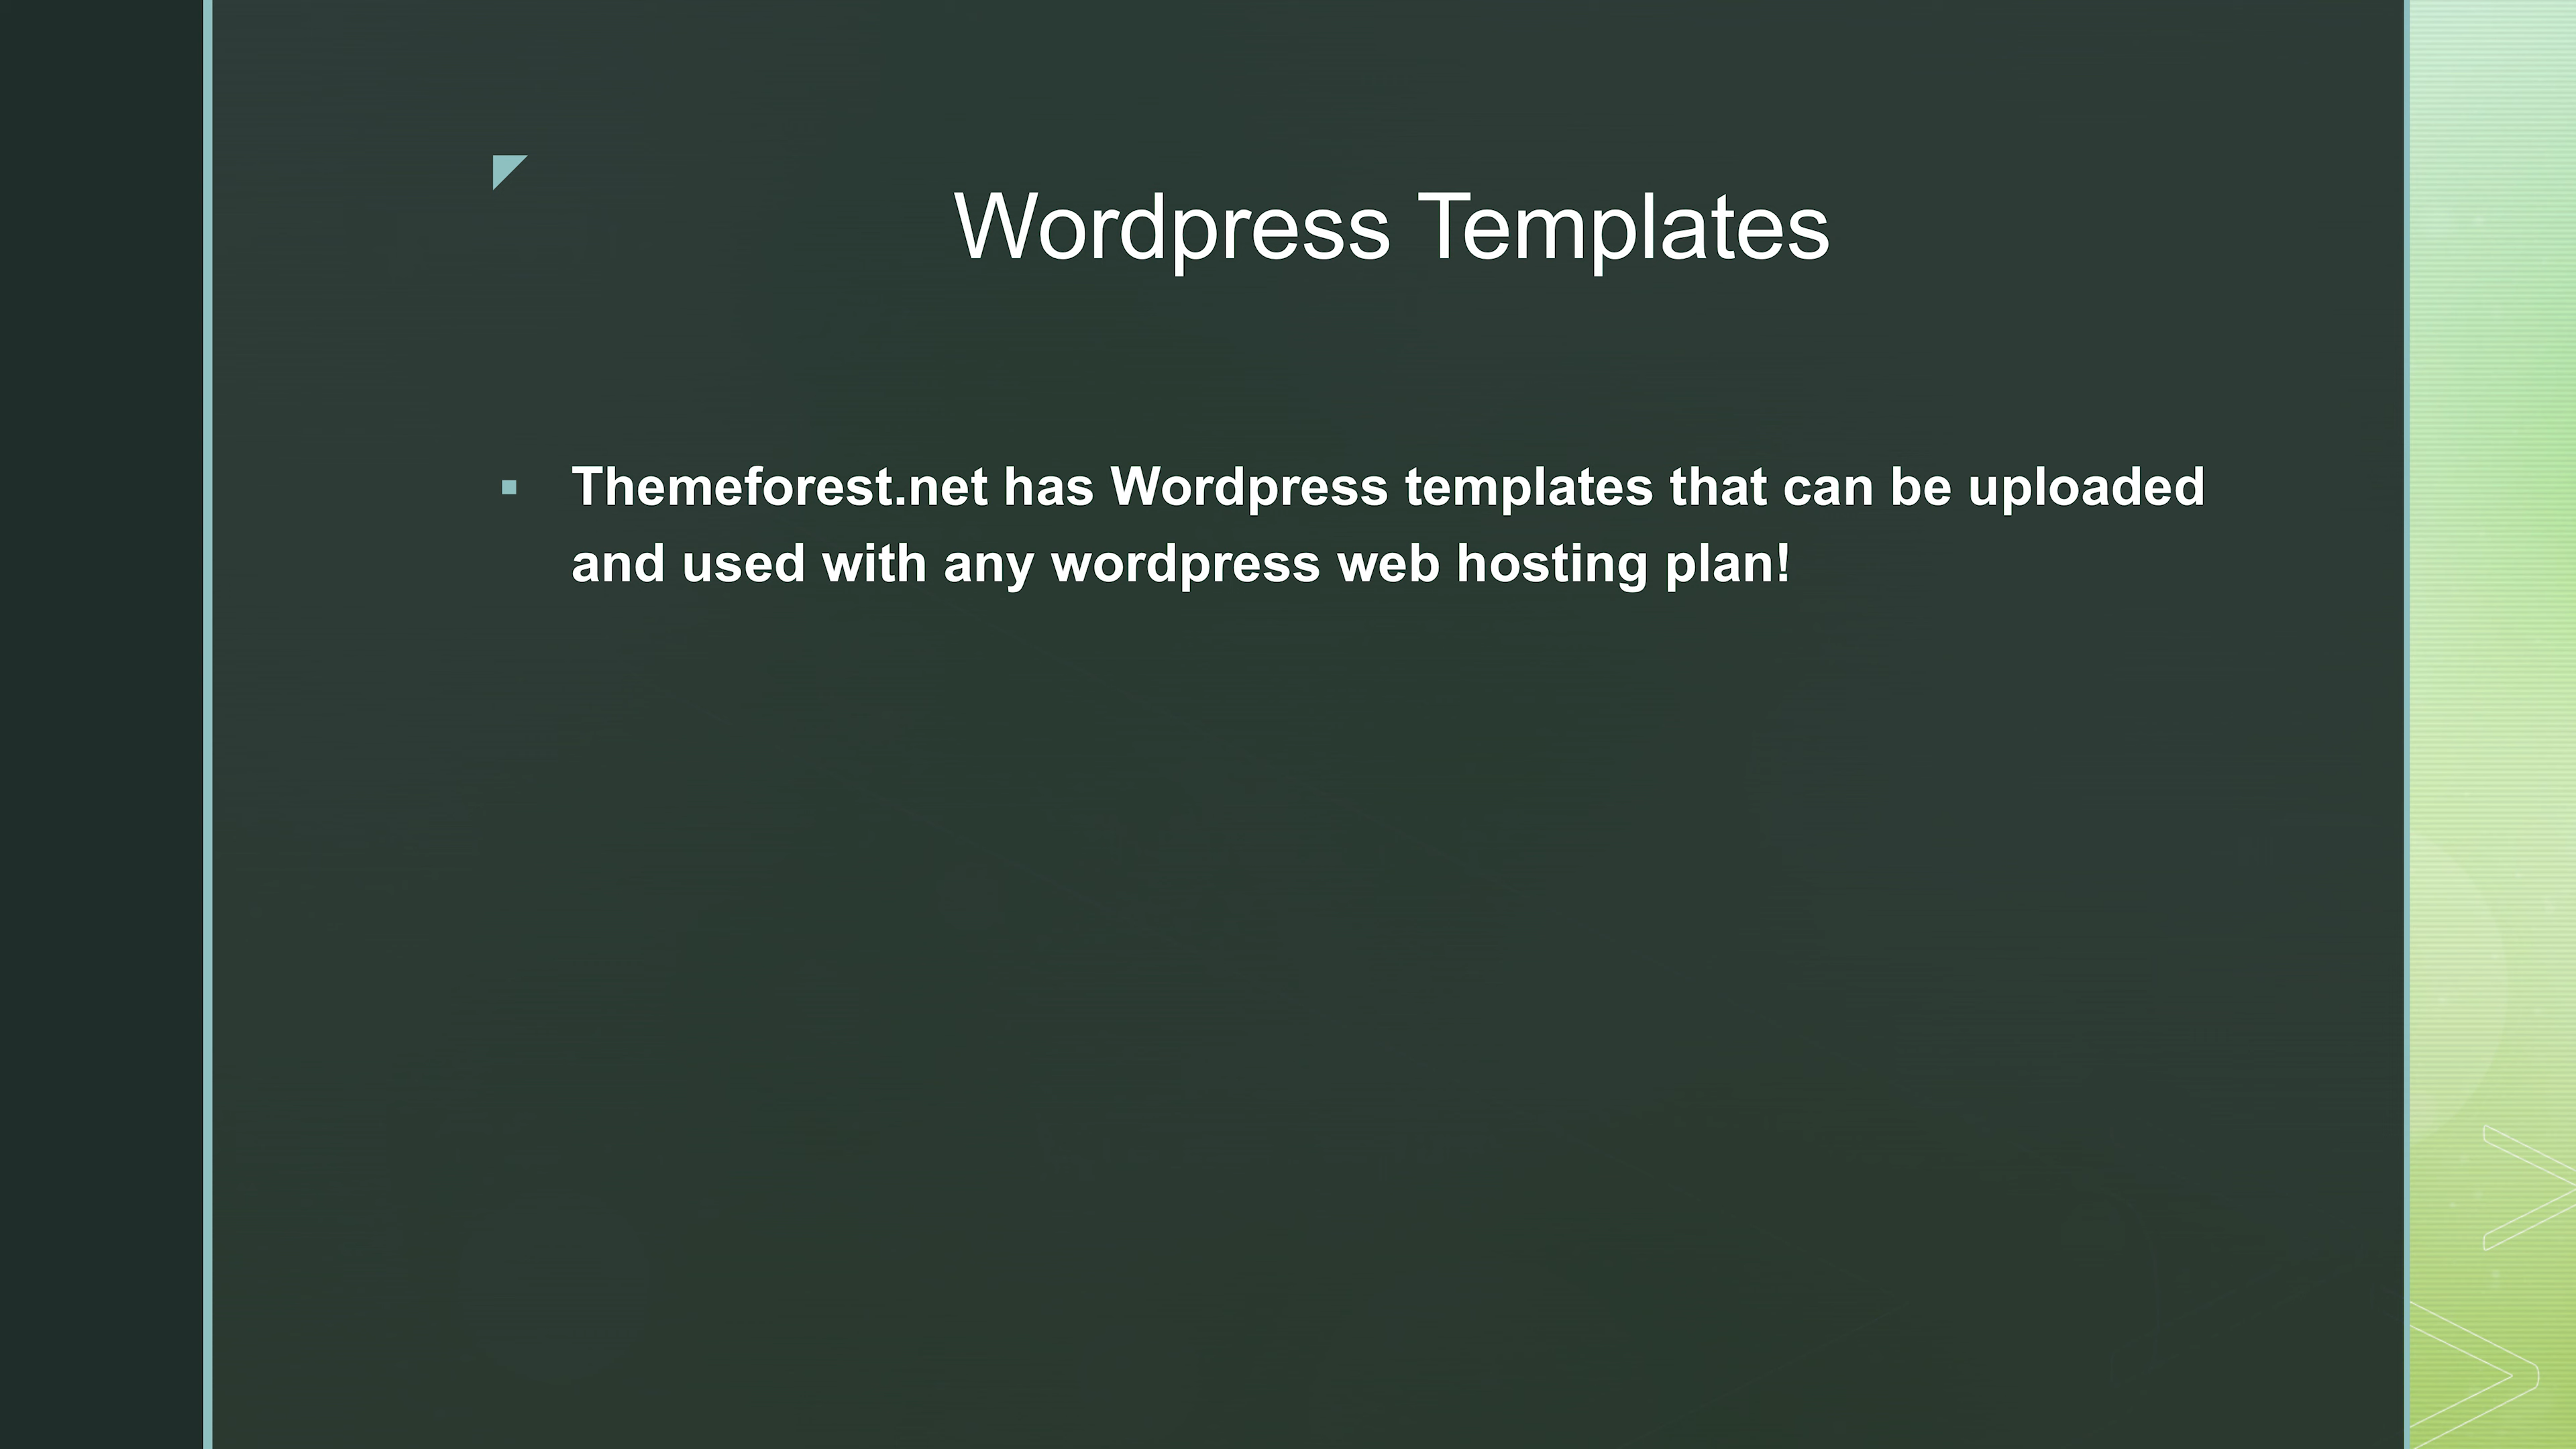 Wordpress Templates
Themeforest.net has Wordpress templates that can be uploaded
and used with any wordpress web hosting plan!